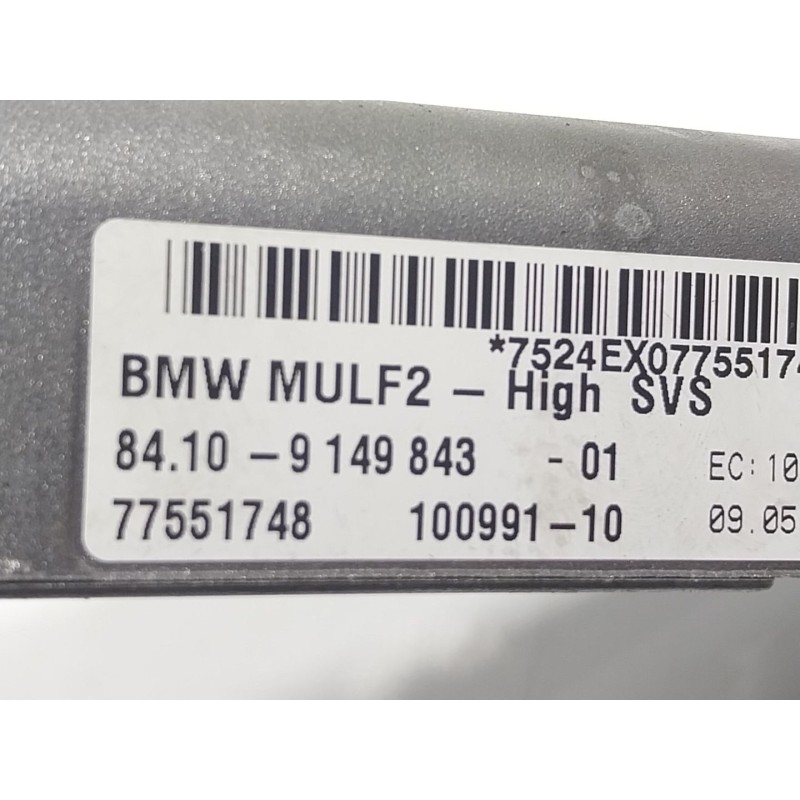 *7524EX0775517
BMW MULF2 - High SVS
84.10 - 9 149 843 - 01 EC: 10
77551748 100991-10 09.05